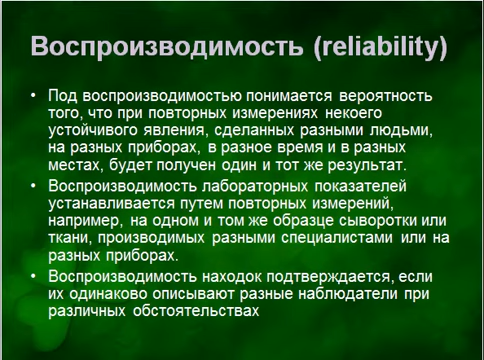 Воспроизводимость (reliability)
• Под воспроизводимостью понимается вероятность
того, что при повторных измерениях некоего
устойчивого явления, сделанных разными людьми,
на разных приборах, в разное время и в разных
местах, будет получен один и тот же результат.
• Воспроизводимость лабораторных показателей
устанавливается путем повторных измерений,
например, на одном и том же образце сыворотки или
ткани, производимых разными специалистами или на
разных приборах.
• Воспроизводимость находок подтверждается, если
их одинаково описывают разные наблюдатели при
различных обстоятельствах